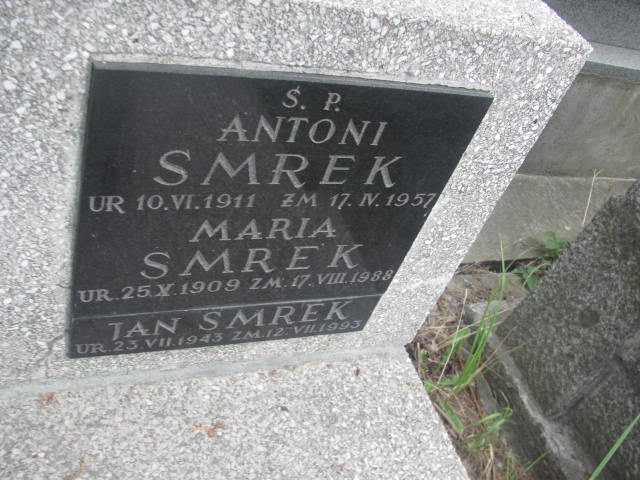 Ś. P.
ANTONI
SMREK
UR 10. VI. 1911 ZM 17. IV. 1957
MARIA
SMREK
UR. 25. X. 1909 ZM. 17. VIII. 1988
JAN SMREK
UR. 23 VII. 1943 ZM. 12. VII. 1993